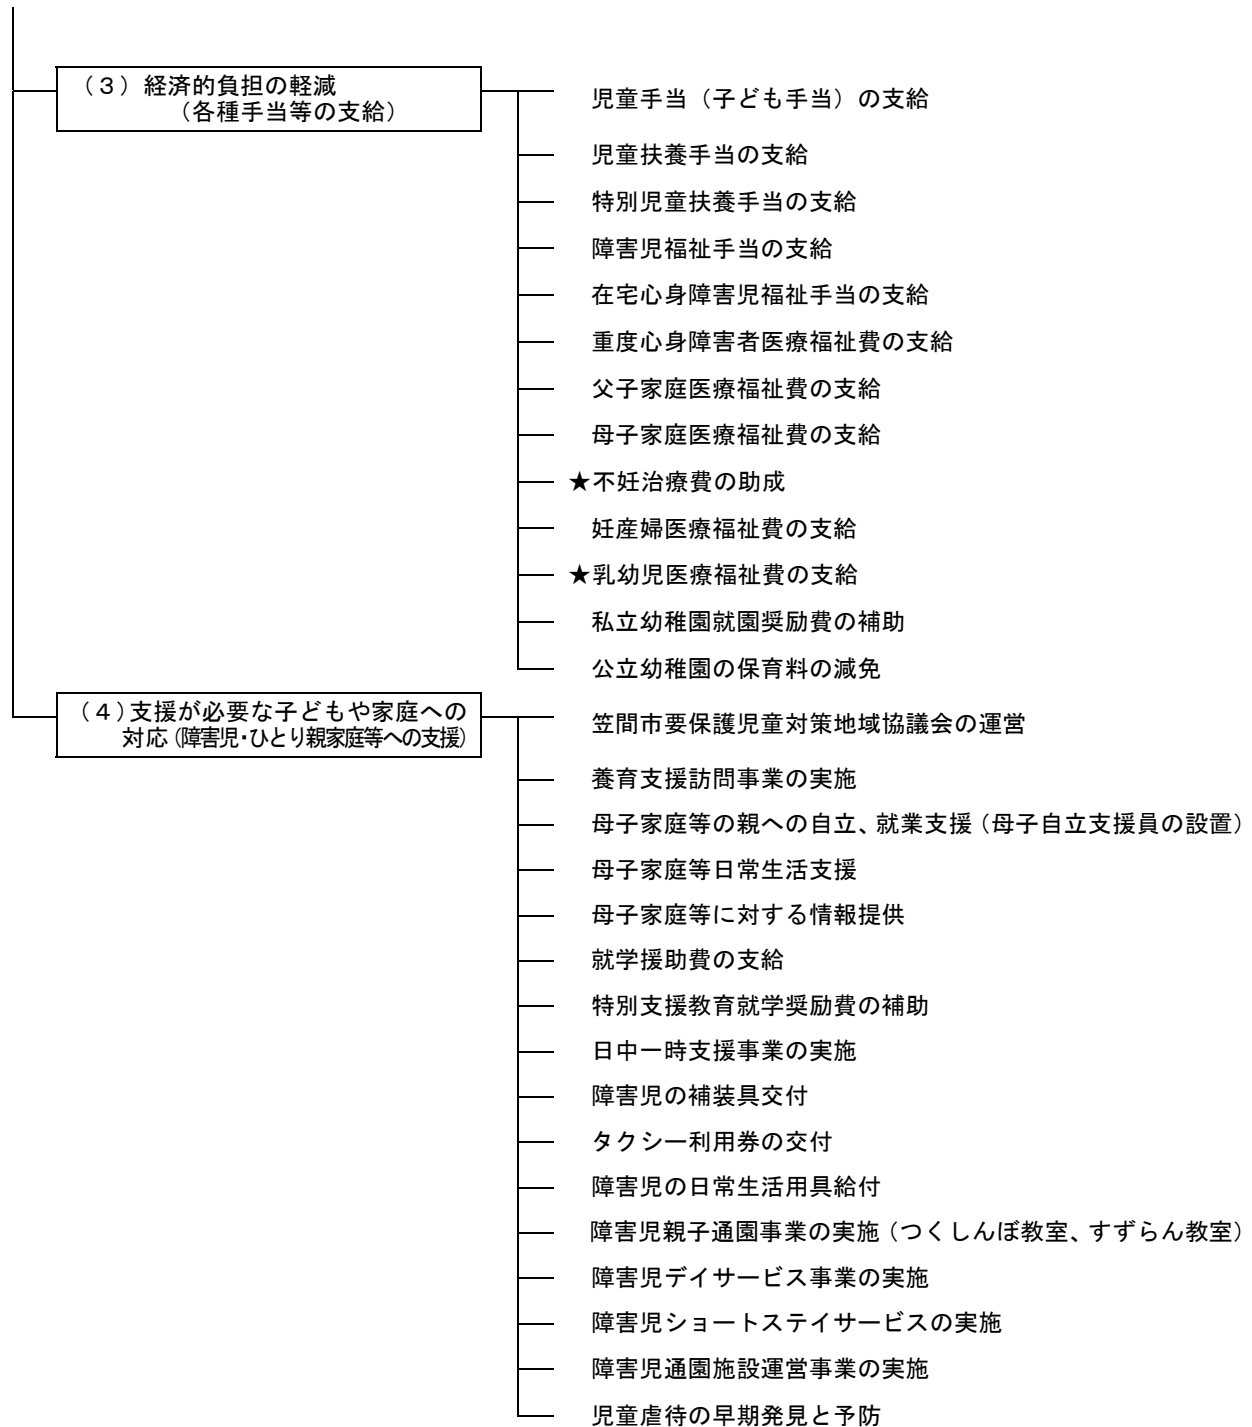 （３）経済的負担の軽減
（各種手当等の支給）
児童手当（子ども手当）の支給
児童扶養手当の支給
特別児童扶養手当の支給
障害児福祉手当の支給
在宅心身障害児福祉手当の支給
重度心身障害者医療福祉費の支給
父子家庭医療福祉費の支給
母子家庭医療福祉費の支給
★不妊治療費の助成
妊産婦医療福祉費の支給
★乳幼児医療福祉費の支給
私立幼稚園就園奨励費の補助
公立幼稚園の保育料の減免
（４）支援が必要な子どもや家庭への
対応（障害児・ひとり親家庭等への支援）
笠間市要保護児童対策地域協議会の運営
養育支援訪問事業の実施
母子家庭等の親への自立、就業支援（母子自立支援員の設置）
母子家庭等日常生活支援
母子家庭等に対する情報提供
就学援助費の支給
特別支援教育就学奨励費の補助
日中一時支援事業の実施
障害児の補装具交付
タクシー利用券の交付
障害児の日常生活用具給付
障害児親子通園事業の実施（つくしんぼ教室、すずらん教室）
障害児デイサービス事業の実施
障害児ショートステイサービスの実施
障害児通園施設運営事業の実施
児童虐待の早期発見と予防